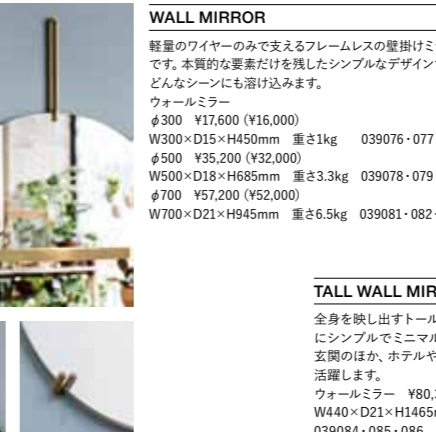 WALL MIRROR
軽量のワイヤーのみで支えるフレームレスの壁掛けミ
です。本質的な要素だけを残したシンプルなデザイン
どんなシーンにも溶け込みます。
ウォールミラー
φ300 ¥17,600（¥16,000）
W300×D15×H450mm 重さ1kg 039076・077
φ500 ¥35,200（¥32,000）
W500×D18×H685mm 重さ3.3kg 039078・079
φ700 ¥57,200（¥52,000）
W700×D21×H945mm 重さ6.5kg 039081・082・
TALL WALL MIR
全身を映し出すトール
にシンプルでミニマル
玄関のほか、ホテルや
活躍します。
ウォールミラー ¥80,
W440×D21×H1465
039084・085・086